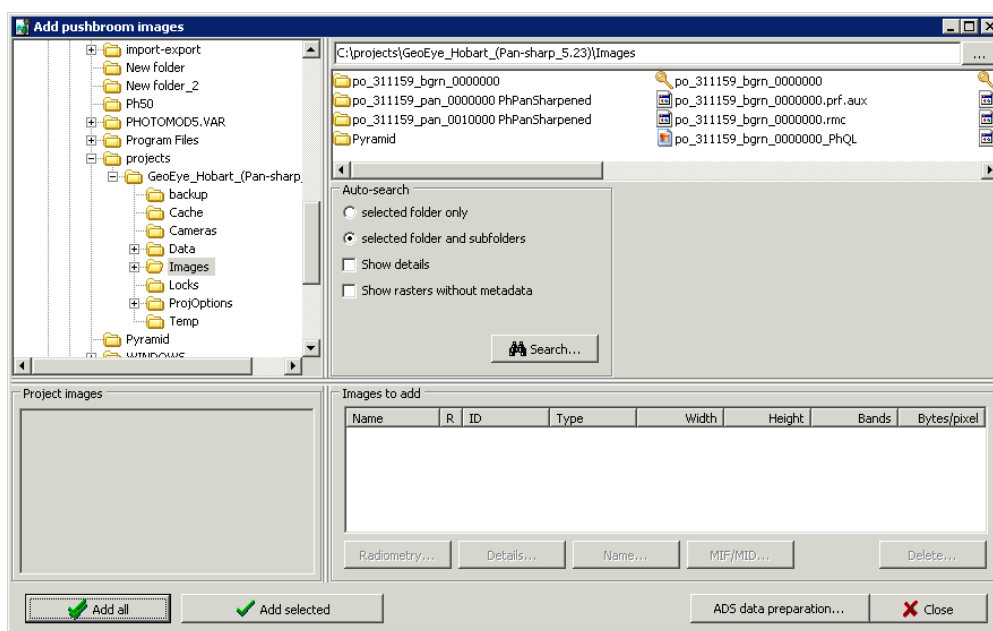 Add pushbroom images
import-export
New folder
New folder_2
Ph50
PHOTOMOD5.VAR
Program Files
projects
GeoEye_Hobart_(Pan-sharp_
backup
Cache
Cameras
Data
Images
Locks
ProjOptions
Temp
Pyramid
WINDOWS
C:\projects\GeoEye_Hobart_(Pan-sharp_5.23)\Images
...
po_311159_bgrn_0000000
po_311159_pan_0000000 PhPanSharpened
po_311159_pan_0010000 PhPanSharpened
Pyramid
po_311159_bgrn_0000000
po_311159_bgrn_0000000.prf.aux
po_311159_bgrn_0000000.rmc
po_311159_bgrn_0000000_PhQL
Auto-search
selected folder only
selected folder and subfolders
Show details
Show rasters without metadata
Search...
Project images
Images to add
Name R ID Type Width Height Bands Bytes/pixel
Radiometry... Details... Name... MIF/MID... Delete...
Add all Add selected ADS data preparation... Close